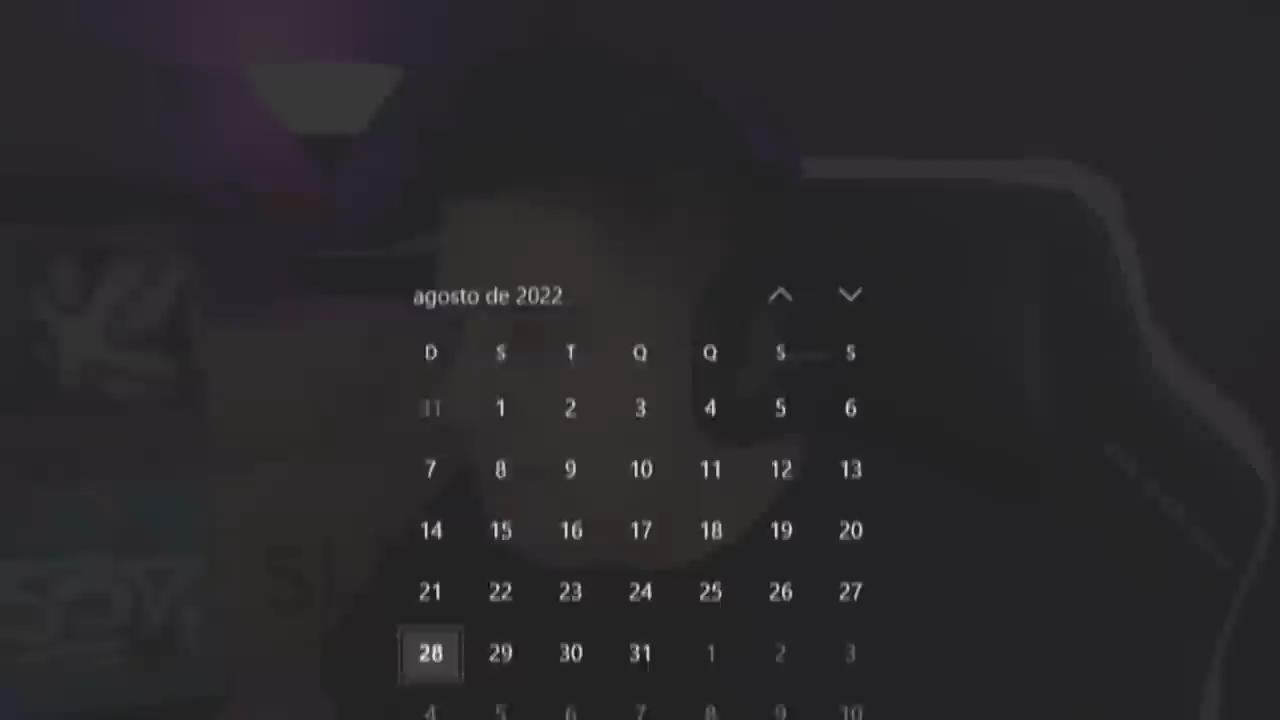 agosto de 2022
D S T Q Q S S
31 1 2 3 4 5 6
7 8 9 10 11 12 13
14 15 16 17 18 19 20
21 22 23 24 25 26 27
28 29 30 31 1 2 3
4 5 6 7 8 9 10